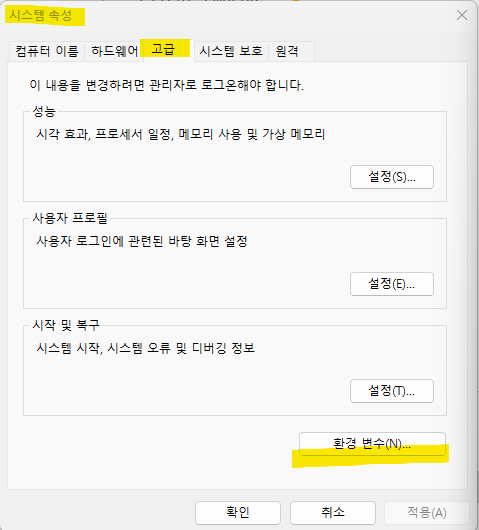 시스템 속성
컴퓨터 이름 하드웨어 고급 시스템 보호 원격
이 내용을 변경하려면 관리자로 로그온해야 합니다.
성능
시각 효과, 프로세서 일정, 메모리 사용 및 가상 메모리
설정(S)...
사용자 프로필
사용자 로그인에 관련된 바탕 화면 설정
설정(E)...
시작 및 복구
시스템 시작, 시스템 오류 및 디버깅 정보
설정(T)...
환경 변수(N)...
확인 취소 적용(A)